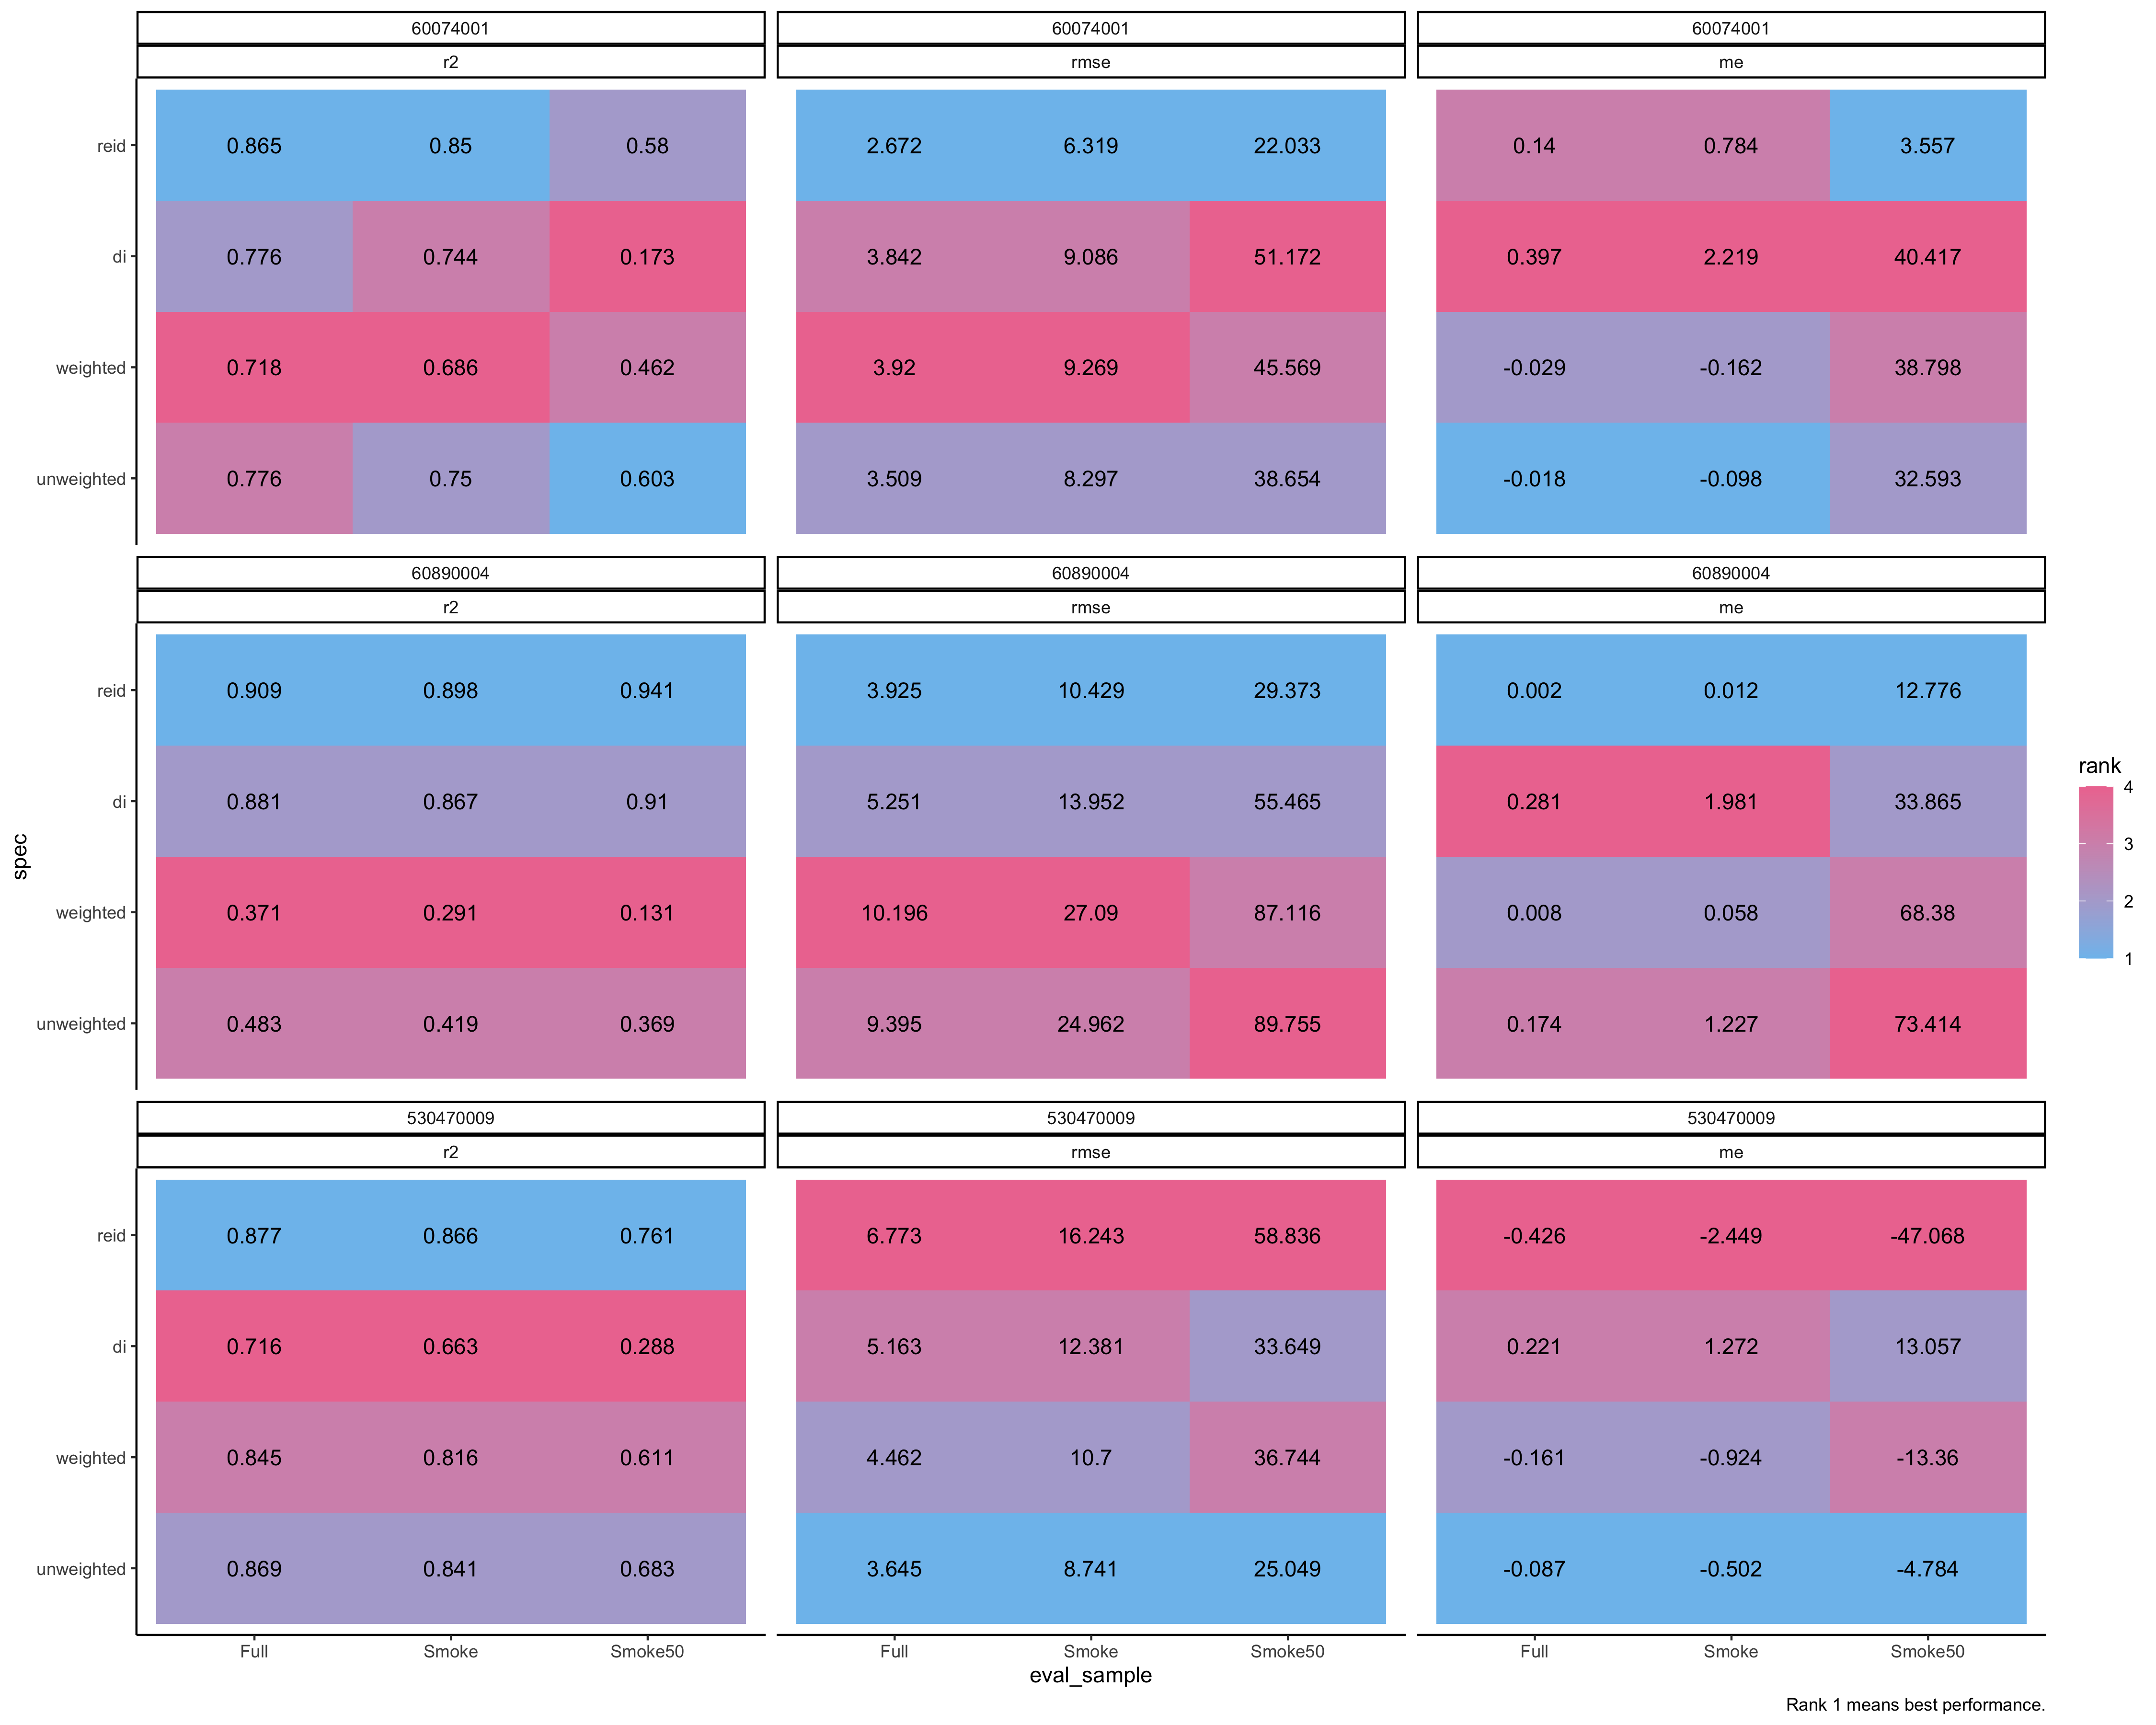 60074001 60074001 60074001
r2 rmse me
reid 0.865 0.85 0.58 2.672 6.319 22.033 0.14 0.784 3.557
di 0.776 0.744 0.173 3.842 9.086 51.172 0.397 2.219 40.417
weighted 0.718 0.686 0.462 3.92 9.269 45.569 -0.029 -0.162 38.798
unweighted 0.776 0.75 0.603 3.509 8.297 38.654 -0.018 -0.098 32.593
60890004 60890004 60890004
r2 rmse me
reid 0.909 0.898 0.941 3.925 10.429 29.373 0.002 0.012 12.776
di 0.881 0.867 0.91 5.251 13.952 55.465 0.281 1.981 33.865
weighted 0.371 0.291 0.131 10.196 27.09 87.116 0.008 0.058 68.38
unweighted 0.483 0.419 0.369 9.395 24.962 89.755 0.174 1.227 73.414
530470009 530470009 530470009
r2 rmse me
reid 0.877 0.866 0.761 6.773 16.243 58.836 -0.426 -2.449 -47.068
di 0.716 0.663 0.288 5.163 12.381 33.649 0.221 1.272 13.057
weighted 0.845 0.816 0.611 4.462 10.7 36.744 -0.161 -0.924 -13.36
unweighted 0.869 0.841 0.683 3.645 8.741 25.049 -0.087 -0.502 -4.784
Full Smoke Smoke50 Full Smoke Smoke50 Full Smoke Smoke50
eval_sample
spec
rank
4
3
2
1
Rank 1 means best performance.